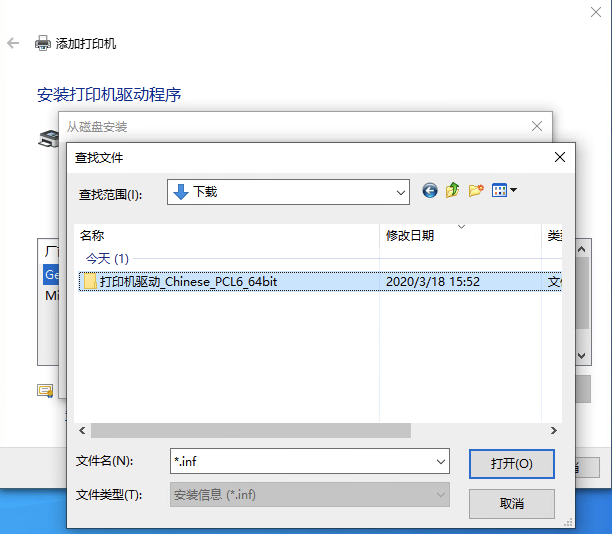 添加打印机
安装打印机驱动程序
从磁盘安装
查找文件
查找范围(I):
下载
名称
修改日期
今天 (1)
打印机驱动_Chinese_PCL6_64bit
2020/3/18 15:52
Ge
Mi
文件名(N):
*.inf
打开(O)
文件类型(T):
安装信息 (*.inf)
取消